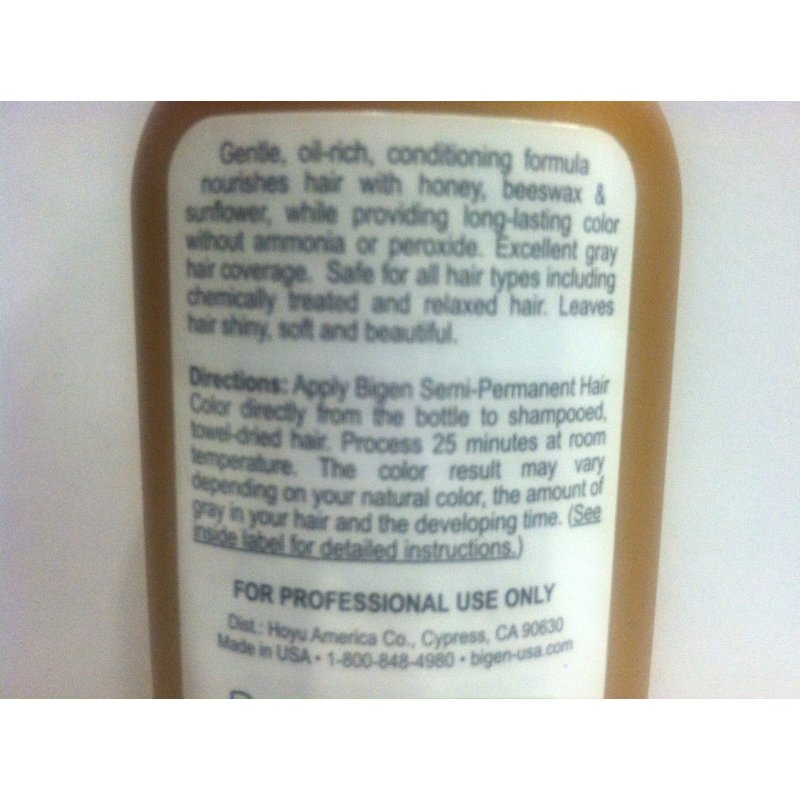 Gentle, oil-rich, conditioning formula
nourishes hair with honey, beeswax &
sunflower, while providing long-lasting color
without ammonia or peroxide. Excellent gray
hair coverage. Safe for all hair types including
chemically treated and relaxed hair. Leaves
hair shiny, soft and beautiful.
Directions: Apply Bigen Semi-Permanent Hair
Color directly from the bottle to shampooed,
towel-dried hair. Process 25 minutes at room
temperature. The color result may vary
depending on your natural color, the amount of
gray in your hair and the developing time. (See
inside label for detailed instructions.)
FOR PROFESSIONAL USE ONLY
Dist.: Hoyu America Co., Cypress, CA 90630
Made in USA • 1-800-848-4980 • bigen-usa.com